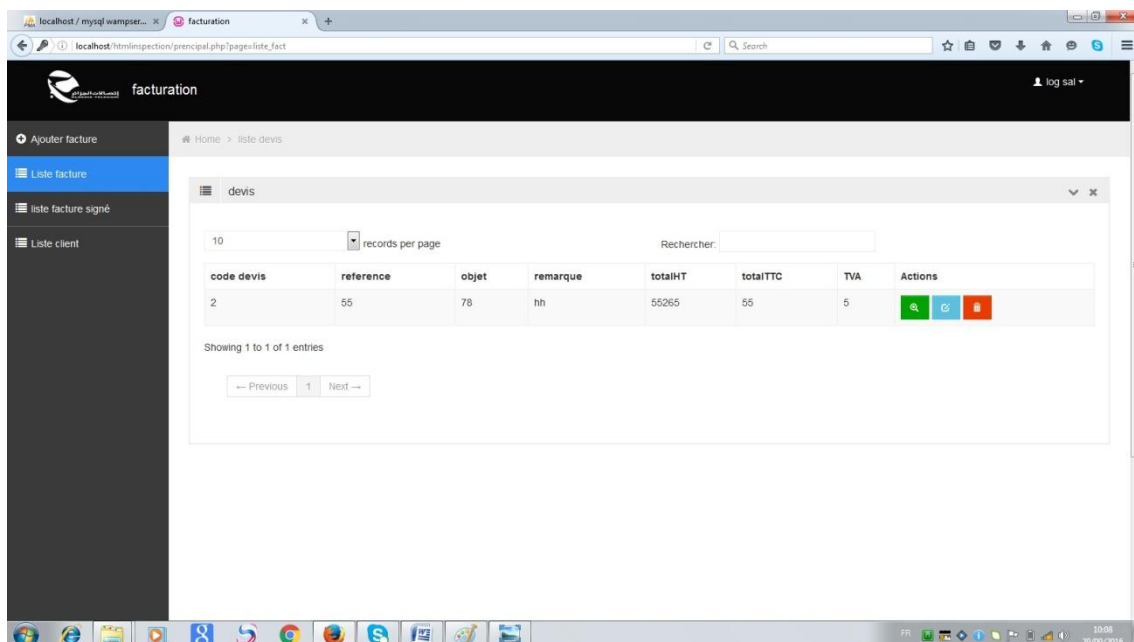 localhost / mysql wampser...
facturation
localhost/htmlinspection/prencipal.php?page=liste_fact
Search
اتصالات الجزائر
facturation
log sal
Ajouter facture
Home > liste devis
Liste facture
devis
liste facture signé
10 records per page
Rechercher:
Liste client
code devis reference objet remarque totalHT totalTTC TVA Actions
2 55 78 hh 55265 55 5
Showing 1 to 1 of 1 entries
← Previous 1 Next →
FR
10:08